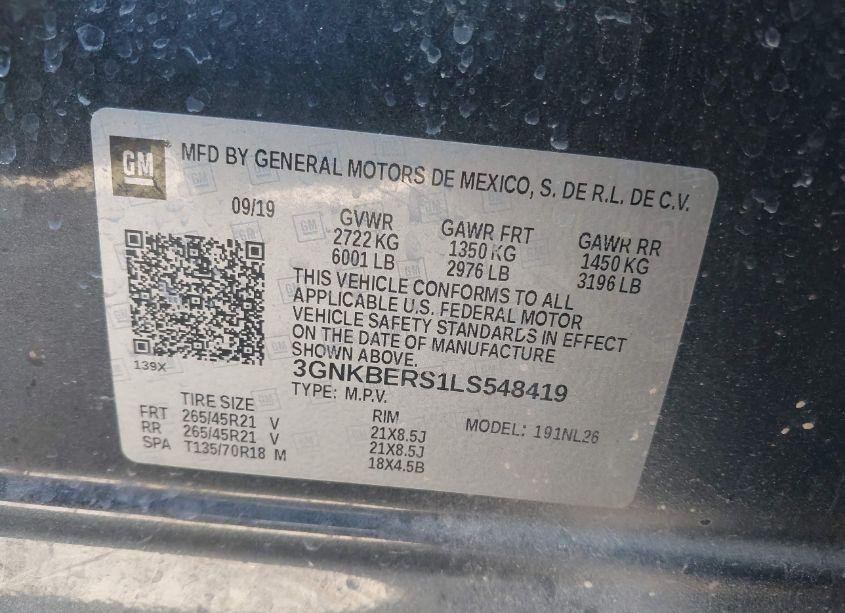 GM MFD BY GENERAL MOTORS DE MEXICO, S. DE R.L. DE C.V.
09/19
GVWR GAWR FRT GAWR RR
2722 KG 1350 KG 1450 KG
6001 LB 2976 LB 3196 LB
THIS VEHICLE CONFORMS TO ALL
APPLICABLE U.S. FEDERAL MOTOR
VEHICLE SAFETY STANDARDS IN EFFECT
ON THE DATE OF MANUFACTURE
SHOWN ABOVE.
139X
3GNKBERS1LS548419
TYPE: M.P.V.
TIRE SIZE RIM MODEL: 191NL26
FRT 265/45R21 V 21X8.5J
RR 265/45R21 V 21X8.5J
SPA T135/70R18 M 18X4.5B